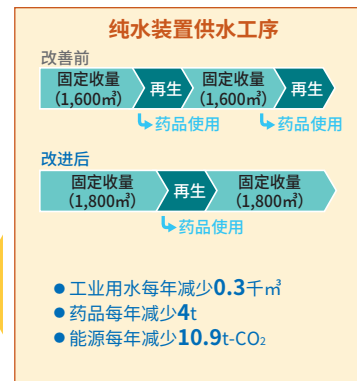 纯水装置供水工序
改善前
固定收量 再生 固定收量 再生
(1,600㎥) (1,600㎥)
药品使用 药品使用
改进后
固定收量 再生 固定收量
(1,800㎥) (1,800㎥)
药品使用
● 工业用水每年减少0.3千㎥
● 药品每年减少4t
● 能源每年减少10.9t-CO₂